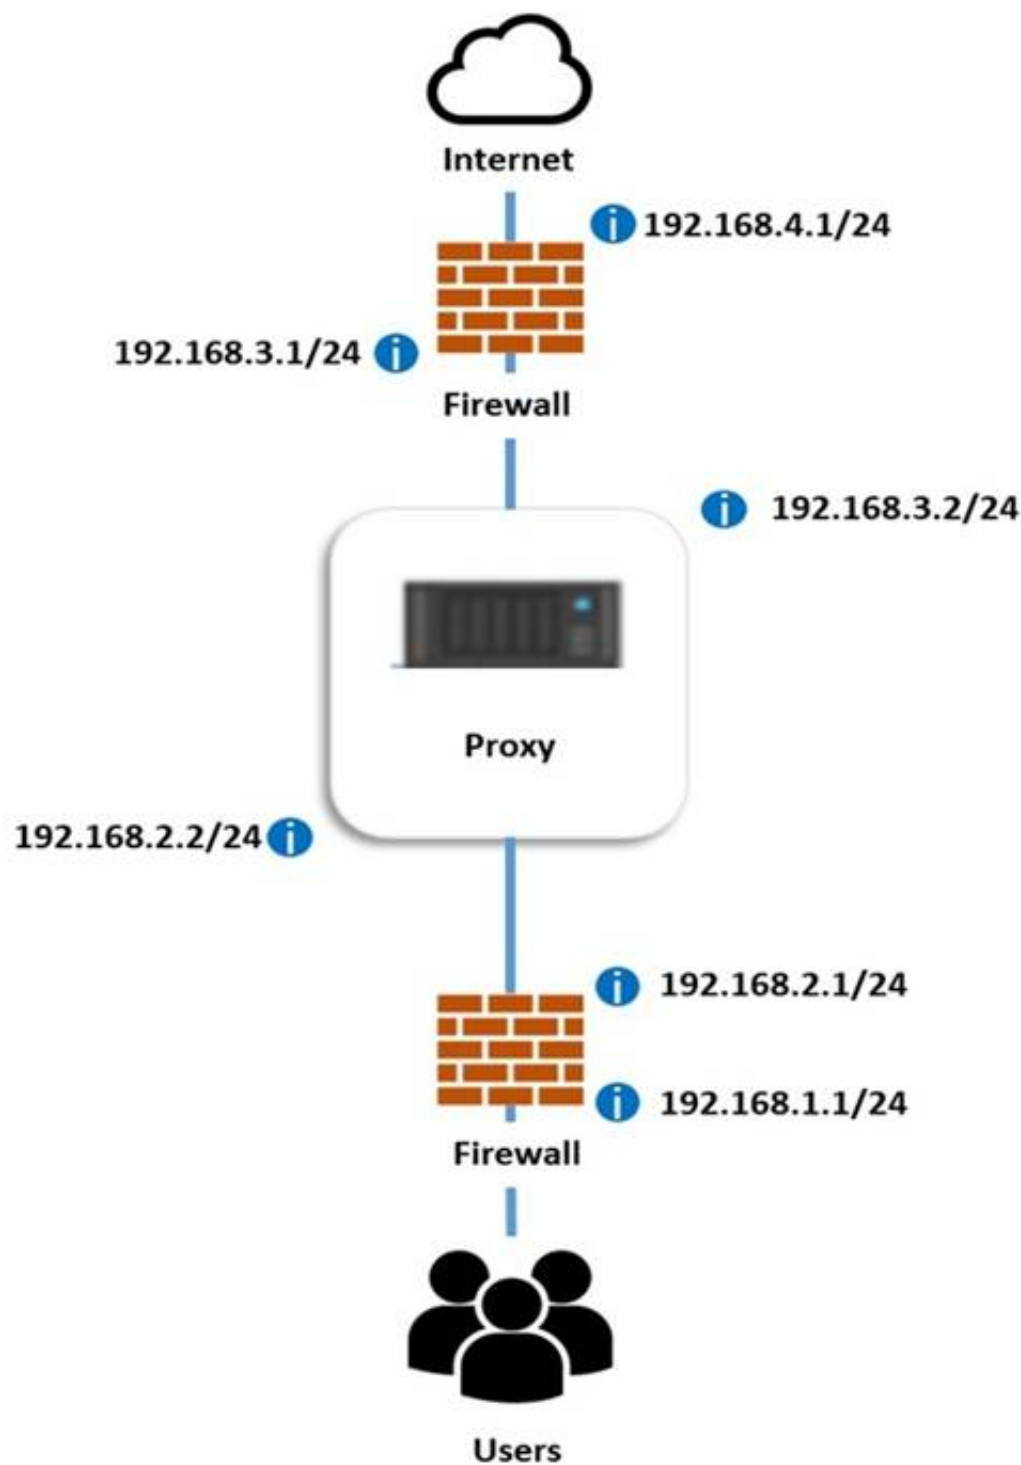 Internet
192.168.4.1/24
192.168.3.1/24
Firewall
192.168.3.2/24
Proxy
192.168.2.2/24
192.168.2.1/24
192.168.1.1/24
Firewall
Users